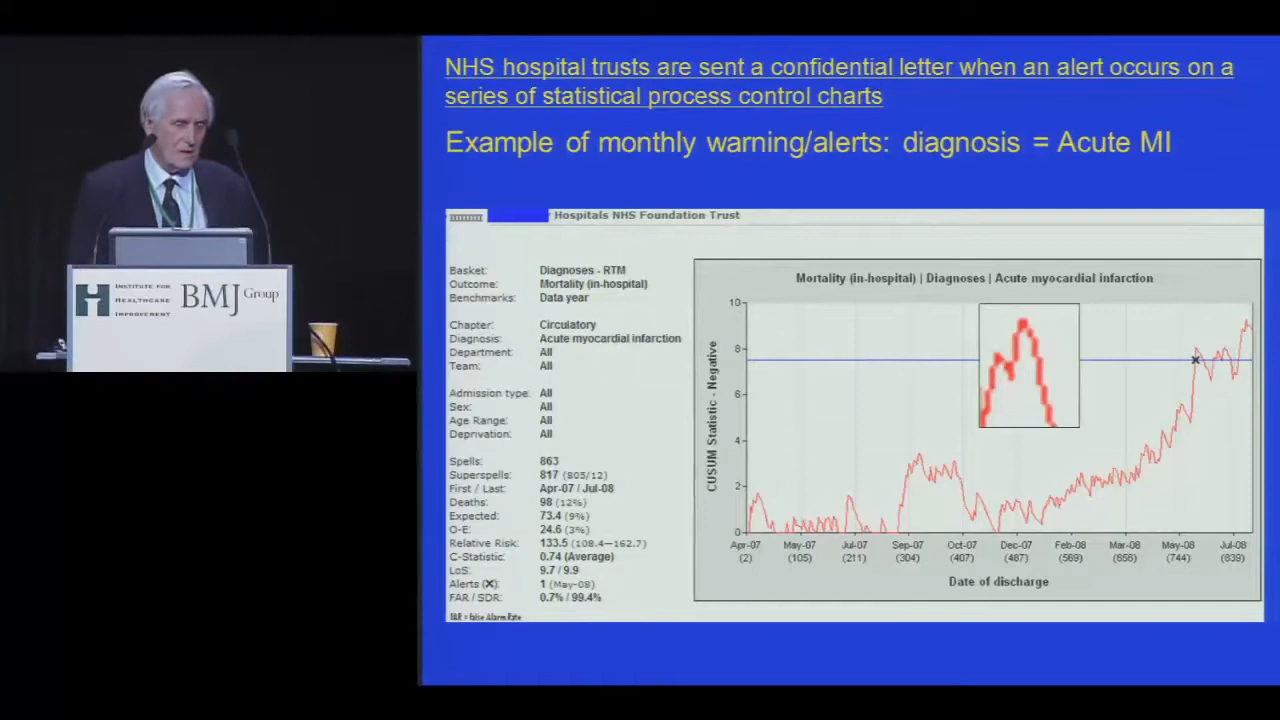 NHS hospital trusts are sent a confidential letter when an alert occurs on a
series of statistical process control charts
Example of monthly warning/alerts: diagnosis = Acute MI
Hospitals NHS Foundation Trust
Basket: Diagnoses - RTM
Outcome: Mortality (in-hospital)
Benchmarks: Data year
Chapter: Circulatory
Diagnosis: Acute myocardial infarction
Department: All
Team: All
Admission type: All
Sex: All
Age Range: All
Deprivation: All
Spells: 863
Superspells: 817 (805/12)
First / Last: Apr-07 / Jul-08
Deaths: 98 (12%)
Expected: 73.4 (9%)
O-E: 24.6 (3%)
Relative Risk: 133.5 (108.4—162.7)
C-Statistic: 0.74 (Average)
LoS: 9.7 / 9.9
Alerts (X): 1 (May-08)
FAR / SDR: 0.7% / 99.4%
FAR = False Alarm Rate
Mortality (in-hospital) | Diagnoses | Acute myocardial infarction
CUSUM Statistic - Negative
10
8
6
4
2
0
Apr-07 May-07 Jul-07 Sep-07 Oct-07 Dec-07 Feb-08 Mar-08 May-08 Jul-08
(2) (105) (211) (304) (407) (487) (569) (658) (744) (839)
Date of discharge
H
INSTITUTE FOR
HEALTHCARE
IMPROVEMENT
BMJ Group